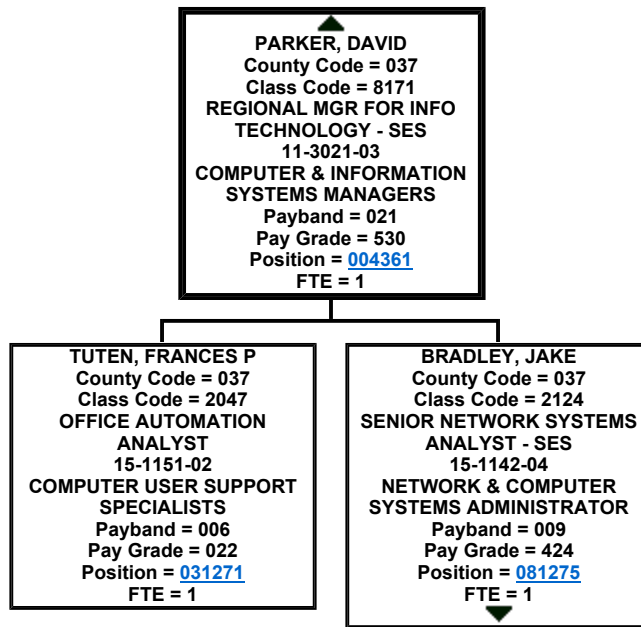 PARKER, DAVID
County Code = 037
Class Code = 8171
REGIONAL MGR FOR INFO
TECHNOLOGY - SES
11-3021-03
COMPUTER & INFORMATION
SYSTEMS MANAGERS
Payband = 021
Pay Grade = 530
Position = 004361
FTE = 1
TUTEN, FRANCES P
County Code = 037
Class Code = 2047
OFFICE AUTOMATION
ANALYST
15-1151-02
COMPUTER USER SUPPORT
SPECIALISTS
Payband = 006
Pay Grade = 022
Position = 031271
FTE = 1
BRADLEY, JAKE
County Code = 037
Class Code = 2124
SENIOR NETWORK SYSTEMS
ANALYST - SES
15-1142-04
NETWORK & COMPUTER
SYSTEMS ADMINISTRATOR
Payband = 009
Pay Grade = 424
Position = 081275
FTE = 1